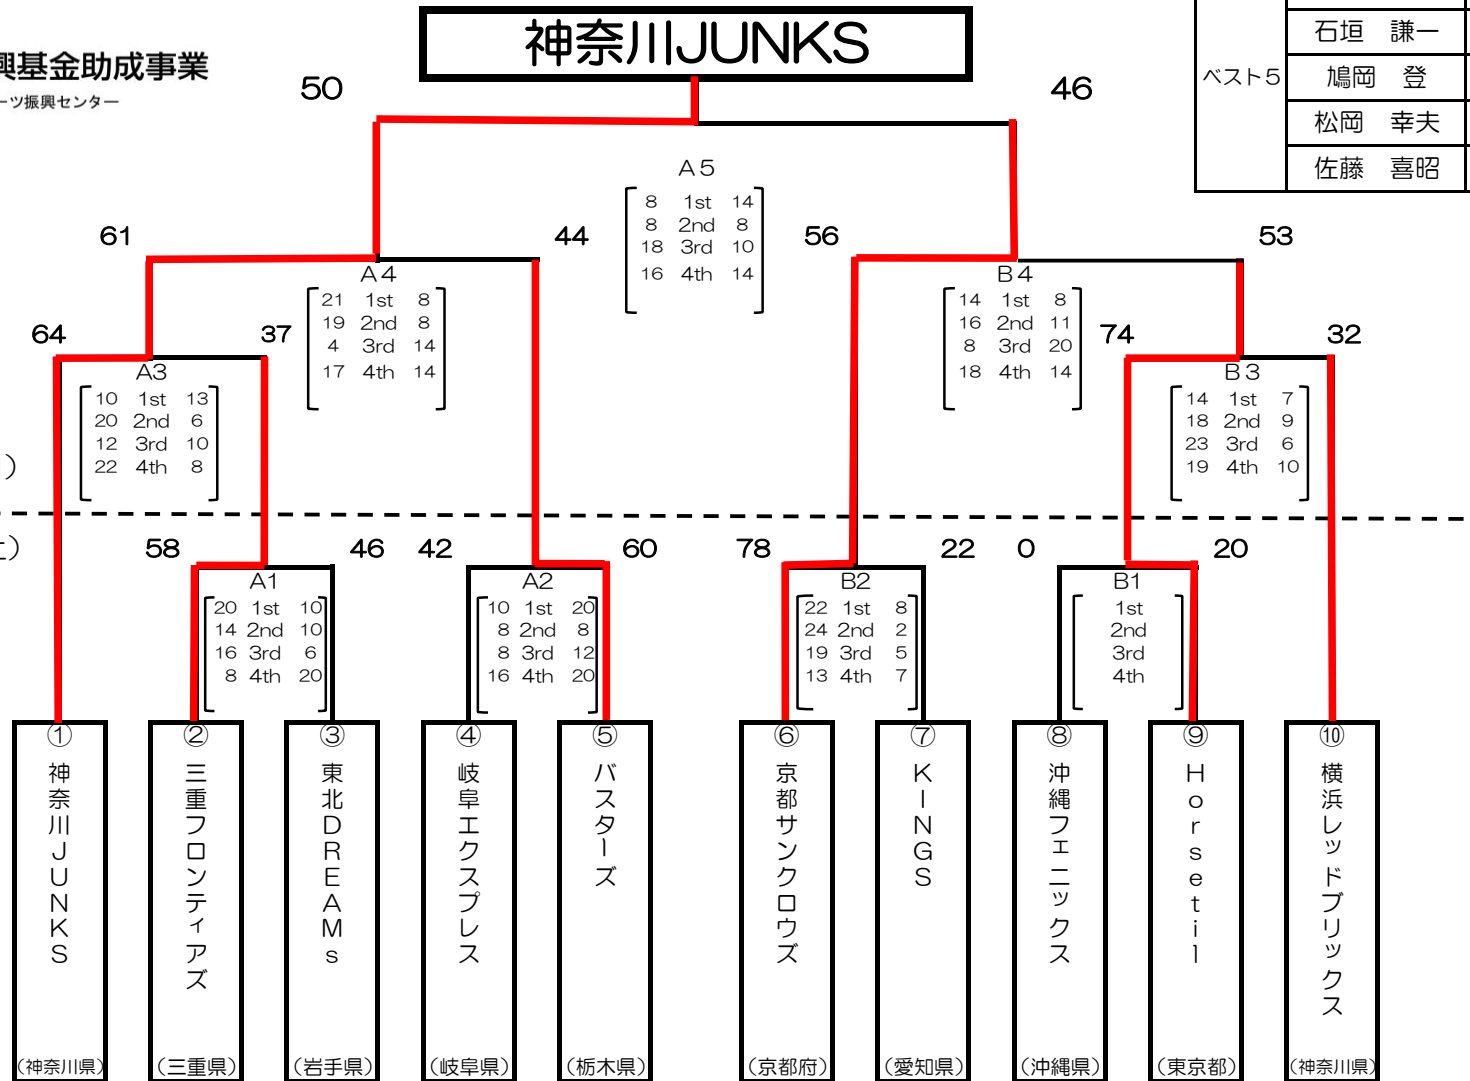 神奈川JUNKS
興基金助成事業
ーツ振興センター
石垣 謙一
ベスト5
鳩岡 登
松岡 幸夫
佐藤 喜昭
50
46
A5
8 1st 14
8 2nd 8
18 3rd 10
16 4th 14
61
44
56
53
A4
21 1st 8
19 2nd 8
4 3rd 14
17 4th 14
B4
14 1st 8
16 2nd 11
8 3rd 20
18 4th 14
64
37
74
32
A3
10 1st 13
20 2nd 6
12 3rd 10
22 4th 8
B3
14 1st 7
18 2nd 9
23 3rd 6
19 4th 10
)
)
58
46
42
60
78
22
0
20
A1
20 1st 10
14 2nd 10
16 3rd 6
8 4th 20
A2
10 1st 20
8 2nd 8
8 3rd 12
16 4th 20
B2
22 1st 8
24 2nd 2
19 3rd 5
13 4th 7
B1
1st
2nd
3rd
4th
①
神奈川JUNKS
(神奈川県)
②
三重フロンティアズ
(三重県)
③
東北DREAMs
(岩手県)
④
岐阜エクスプレス
(岐阜県)
⑤
バスターズ
(栃木県)
⑥
京都サンクロウズ
(京都府)
⑦
KINGS
(愛知県)
⑧
沖縄フェニックス
(沖縄県)
⑨
Horsetil
(東京都)
⑩
横浜レッドブリックス
(神奈川県)